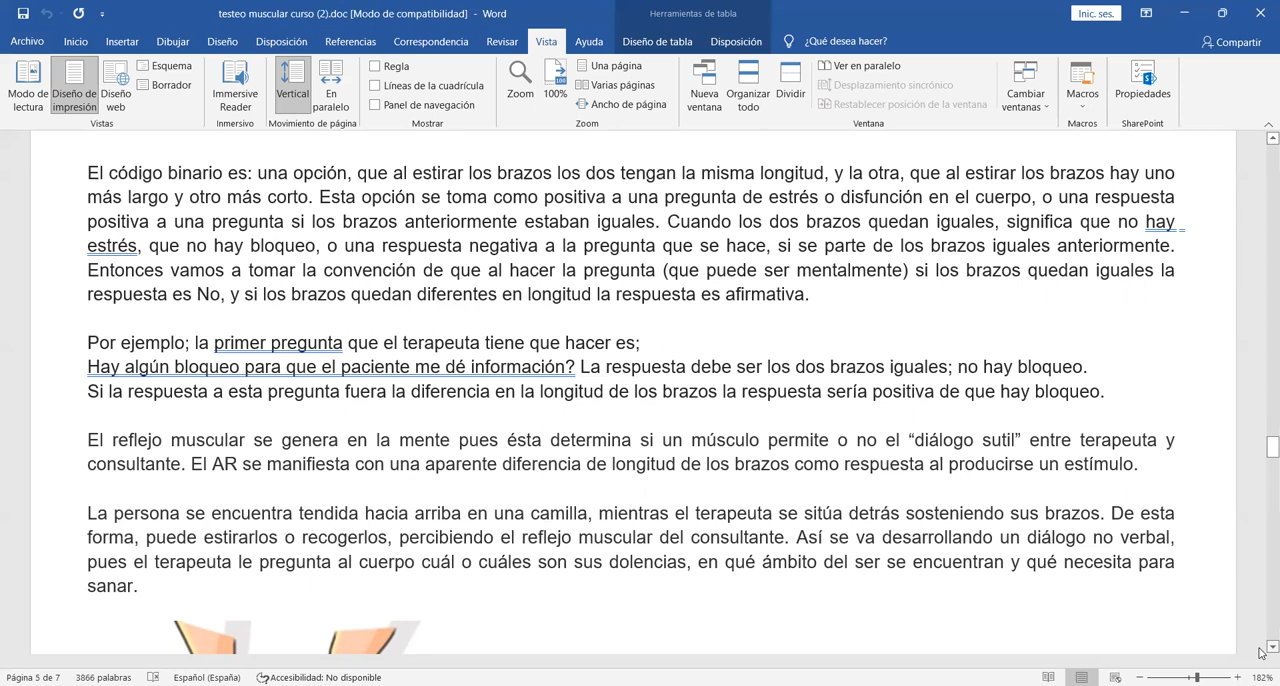 testeo muscular curso (2).doc [Modo de compatibilidad] - Word
Herramientas de tabla
Inic. ses.
Archivo Inicio Insertar Dibujar Diseño Disposición Referencias Correspondencia Revisar Vista Ayuda Diseño de tabla Disposición ¿Qué desea hacer? Compartir
Modo de lectura
Diseño de impresión
Diseño web
Esquema
Borrador
Vistas
Immersive Reader
Inmersivo
Vertical
En paralelo
Movimiento de página
Regla
Líneas de la cuadrícula
Panel de navegación
Mostrar
Zoom
100
100%
Una página
Varias páginas
Ancho de página
Zoom
Nueva ventana
Organizar todo
Dividir
Ver en paralelo
Desplazamiento sincrónico
Restablecer posición de la ventana
Ventana
Cambiar ventanas
Macros
Macros
Propiedades
SharePoint
El código binario es: una opción, que al estirar los brazos los dos tengan la misma longitud, y la otra, que al estirar los brazos hay uno
más largo y otro más corto. Esta opción se toma como positiva a una pregunta de estrés o disfunción en el cuerpo, o una respuesta
positiva a una pregunta si los brazos anteriormente estaban iguales. Cuando los dos brazos quedan iguales, significa que no hay
estrés, que no hay bloqueo, o una respuesta negativa a la pregunta que se hace, si se parte de los brazos iguales anteriormente.
Entonces vamos a tomar la convención de que al hacer la pregunta (que puede ser mentalmente) si los brazos quedan iguales la
respuesta es No, y si los brazos quedan diferentes en longitud la respuesta es afirmativa.
Por ejemplo; la primer pregunta que el terapeuta tiene que hacer es;
Hay algún bloqueo para que el paciente me dé información? La respuesta debe ser los dos brazos iguales; no hay bloqueo.
Si la respuesta a esta pregunta fuera la diferencia en la longitud de los brazos la respuesta sería positiva de que hay bloqueo.
El reflejo muscular se genera en la mente pues ésta determina si un músculo permite o no el “diálogo sutil” entre terapeuta y
consultante. El AR se manifiesta con una aparente diferencia de longitud de los brazos como respuesta al producirse un estímulo.
La persona se encuentra tendida hacia arriba en una camilla, mientras el terapeuta se sitúa detrás sosteniendo sus brazos. De esta
forma, puede estirarlos o recogerlos, percibiendo el reflejo muscular del consultante. Así se va desarrollando un diálogo no verbal,
pues el terapeuta le pregunta al cuerpo cuál o cuáles son sus dolencias, en qué ámbito del ser se encuentran y qué necesita para
sanar.
Página 5 de 7 3866 palabras Español (España) Accesibilidad: No disponible 182%